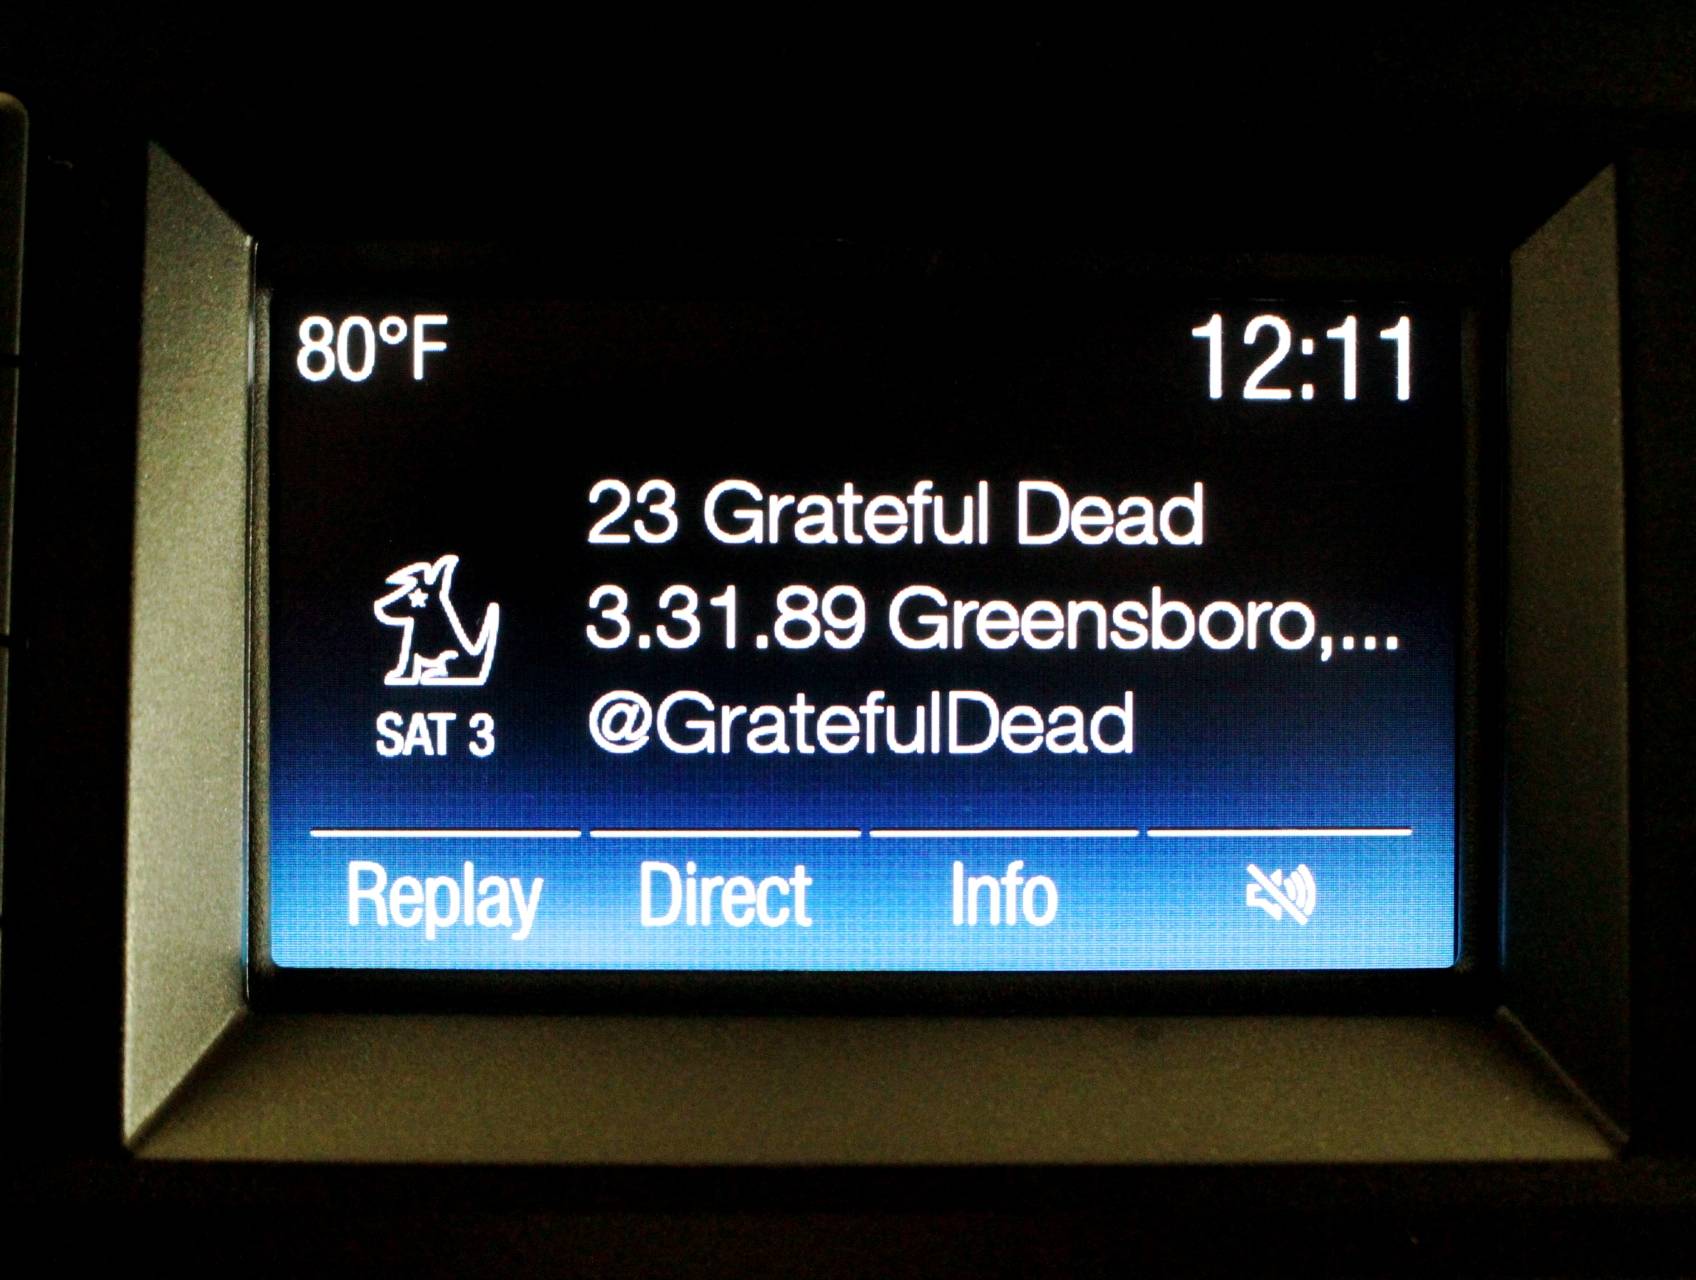 80°F
12:11
23 Grateful Dead
3.31.89 Greensboro,...
@GratefulDead
SAT 3
Replay
Direct
Info